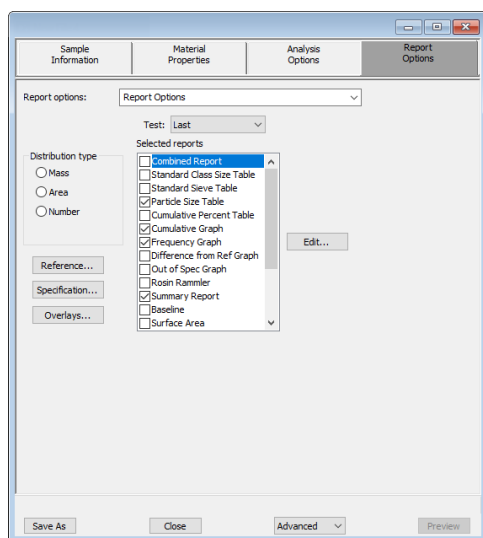 Sample Information
Material Properties
Analysis Options
Report Options
Report options:
Report Options
Test:
Last
Selected reports
Distribution type
Mass
Area
Number
Combined Report
Standard Class Size Table
Standard Sieve Table
Particle Size Table
Cumulative Percent Table
Cumulative Graph
Frequency Graph
Difference from Ref Graph
Out of Spec Graph
Rosin Rammler
Summary Report
Baseline
Surface Area
Edit...
Reference...
Specification...
Overlays...
Save As
Close
Advanced
Preview